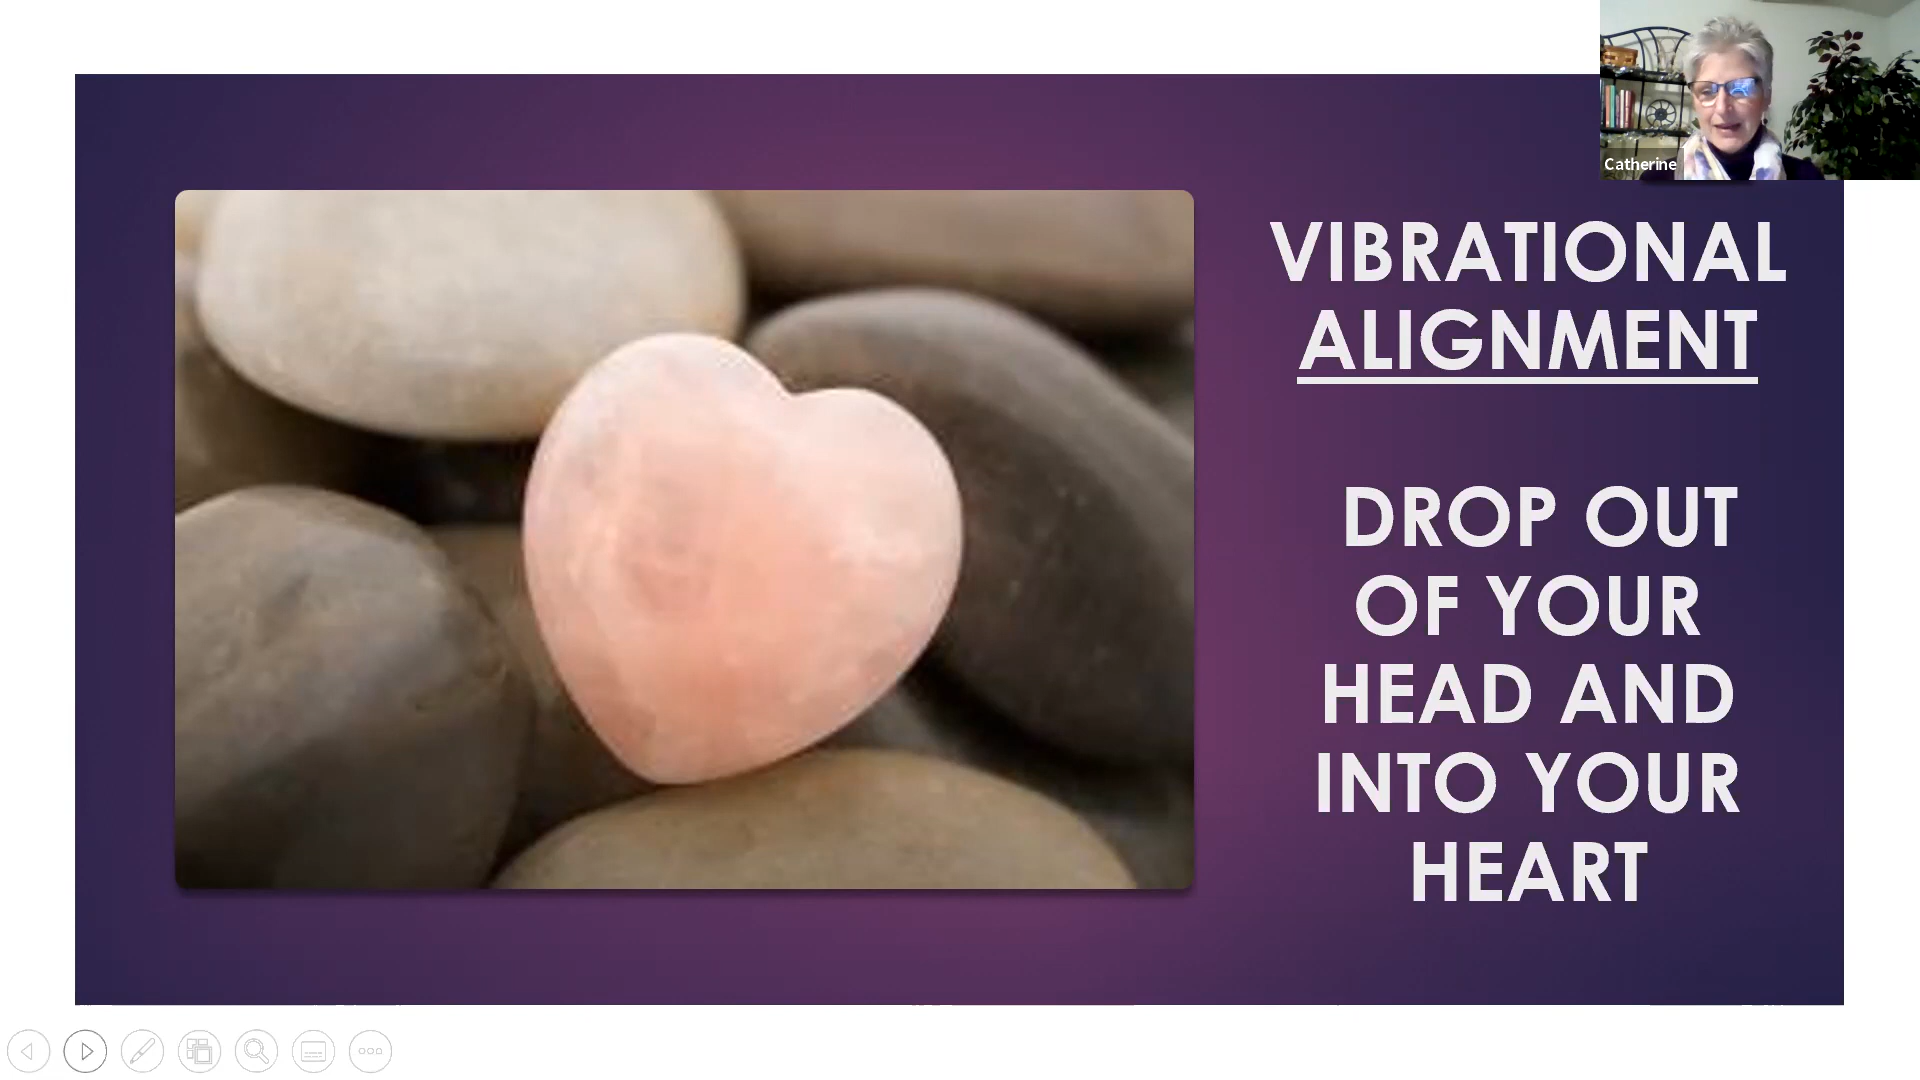 Catherine
VIBRATIONAL
ALIGNMENT
DROP OUT
OF YOUR
HEAD AND
INTO YOUR
HEART